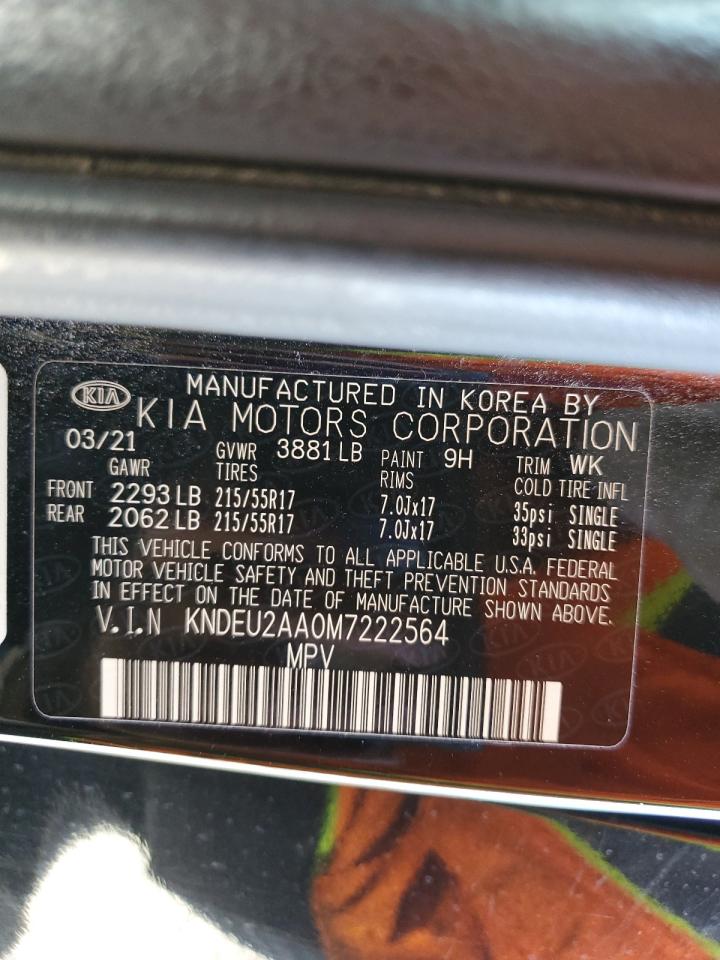 MANUFACTURED IN KOREA BY
KIA KIA MOTORS CORPORATION
03/21 GVWR 3881 LB PAINT 9H TRIM WK
GAWR TIRES RIMS COLD TIRE INFL
FRONT 2293 LB 215/55R17 7.0Jx17 35psi SINGLE
REAR 2062 LB 215/55R17 7.0Jx17 33psi SINGLE
THIS VEHICLE CONFORMS TO ALL APPLICABLE U.S.A. FEDERAL
MOTOR VEHICLE SAFETY AND THEFT PREVENTION STANDARDS
IN EFFECT ON THE DATE OF MANUFACTURE SHOWN ABOVE.
V.I.N KNDEU2AA0M7222564
MPV